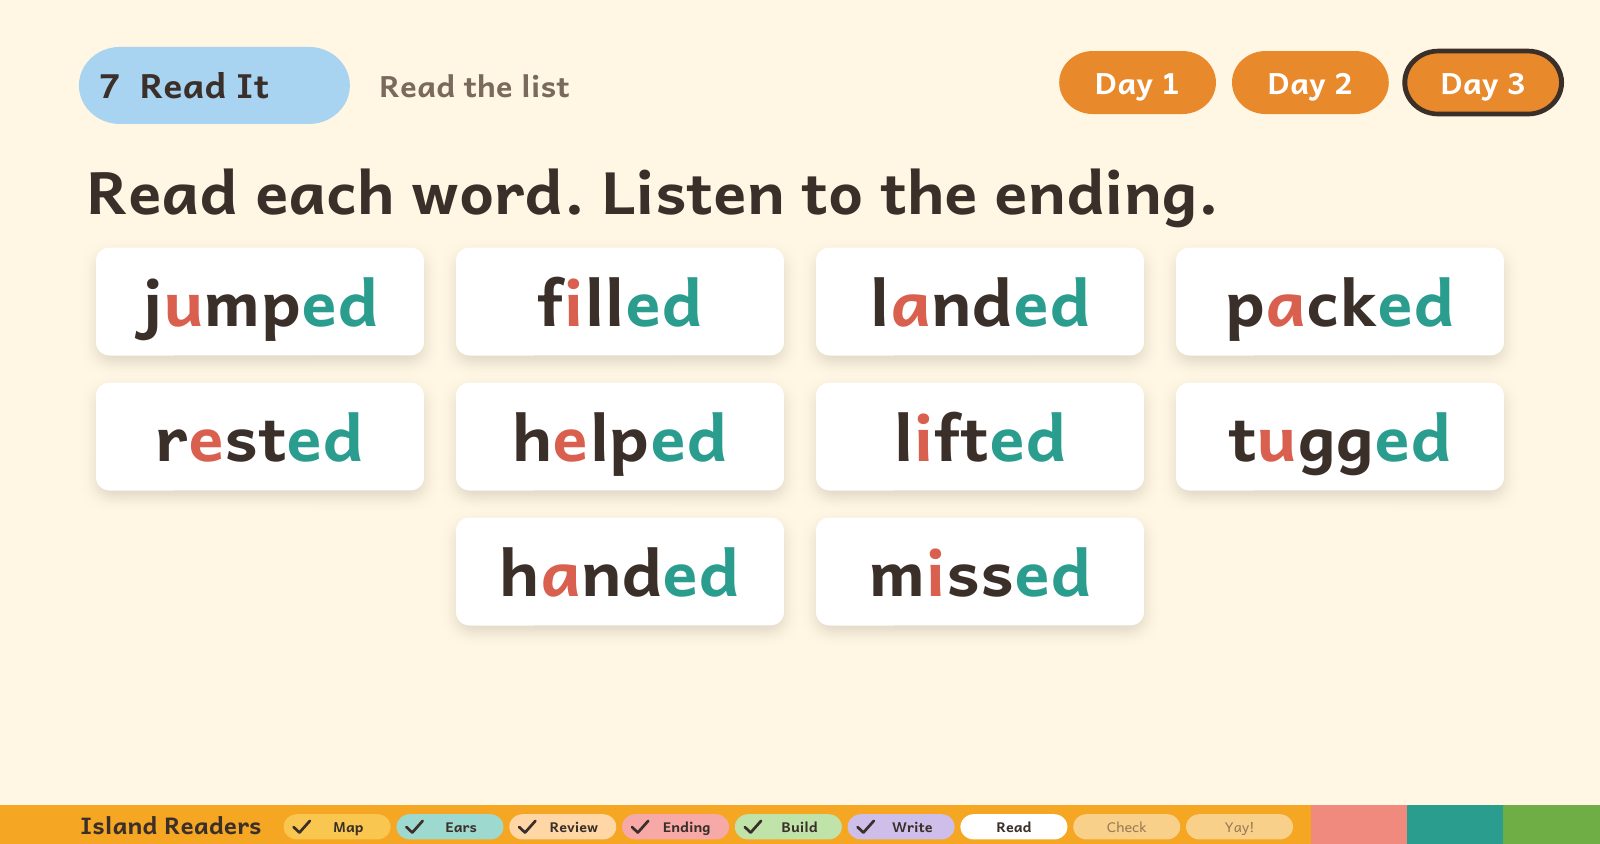 7 Read It Read the list Day 1 Day 2 Day 3
Read each word. Listen to the ending.
jumped filled landed packed
rested helped lifted tugged
handed missed
Island Readers Map Ears Review Ending Build Write Read Check Yay!